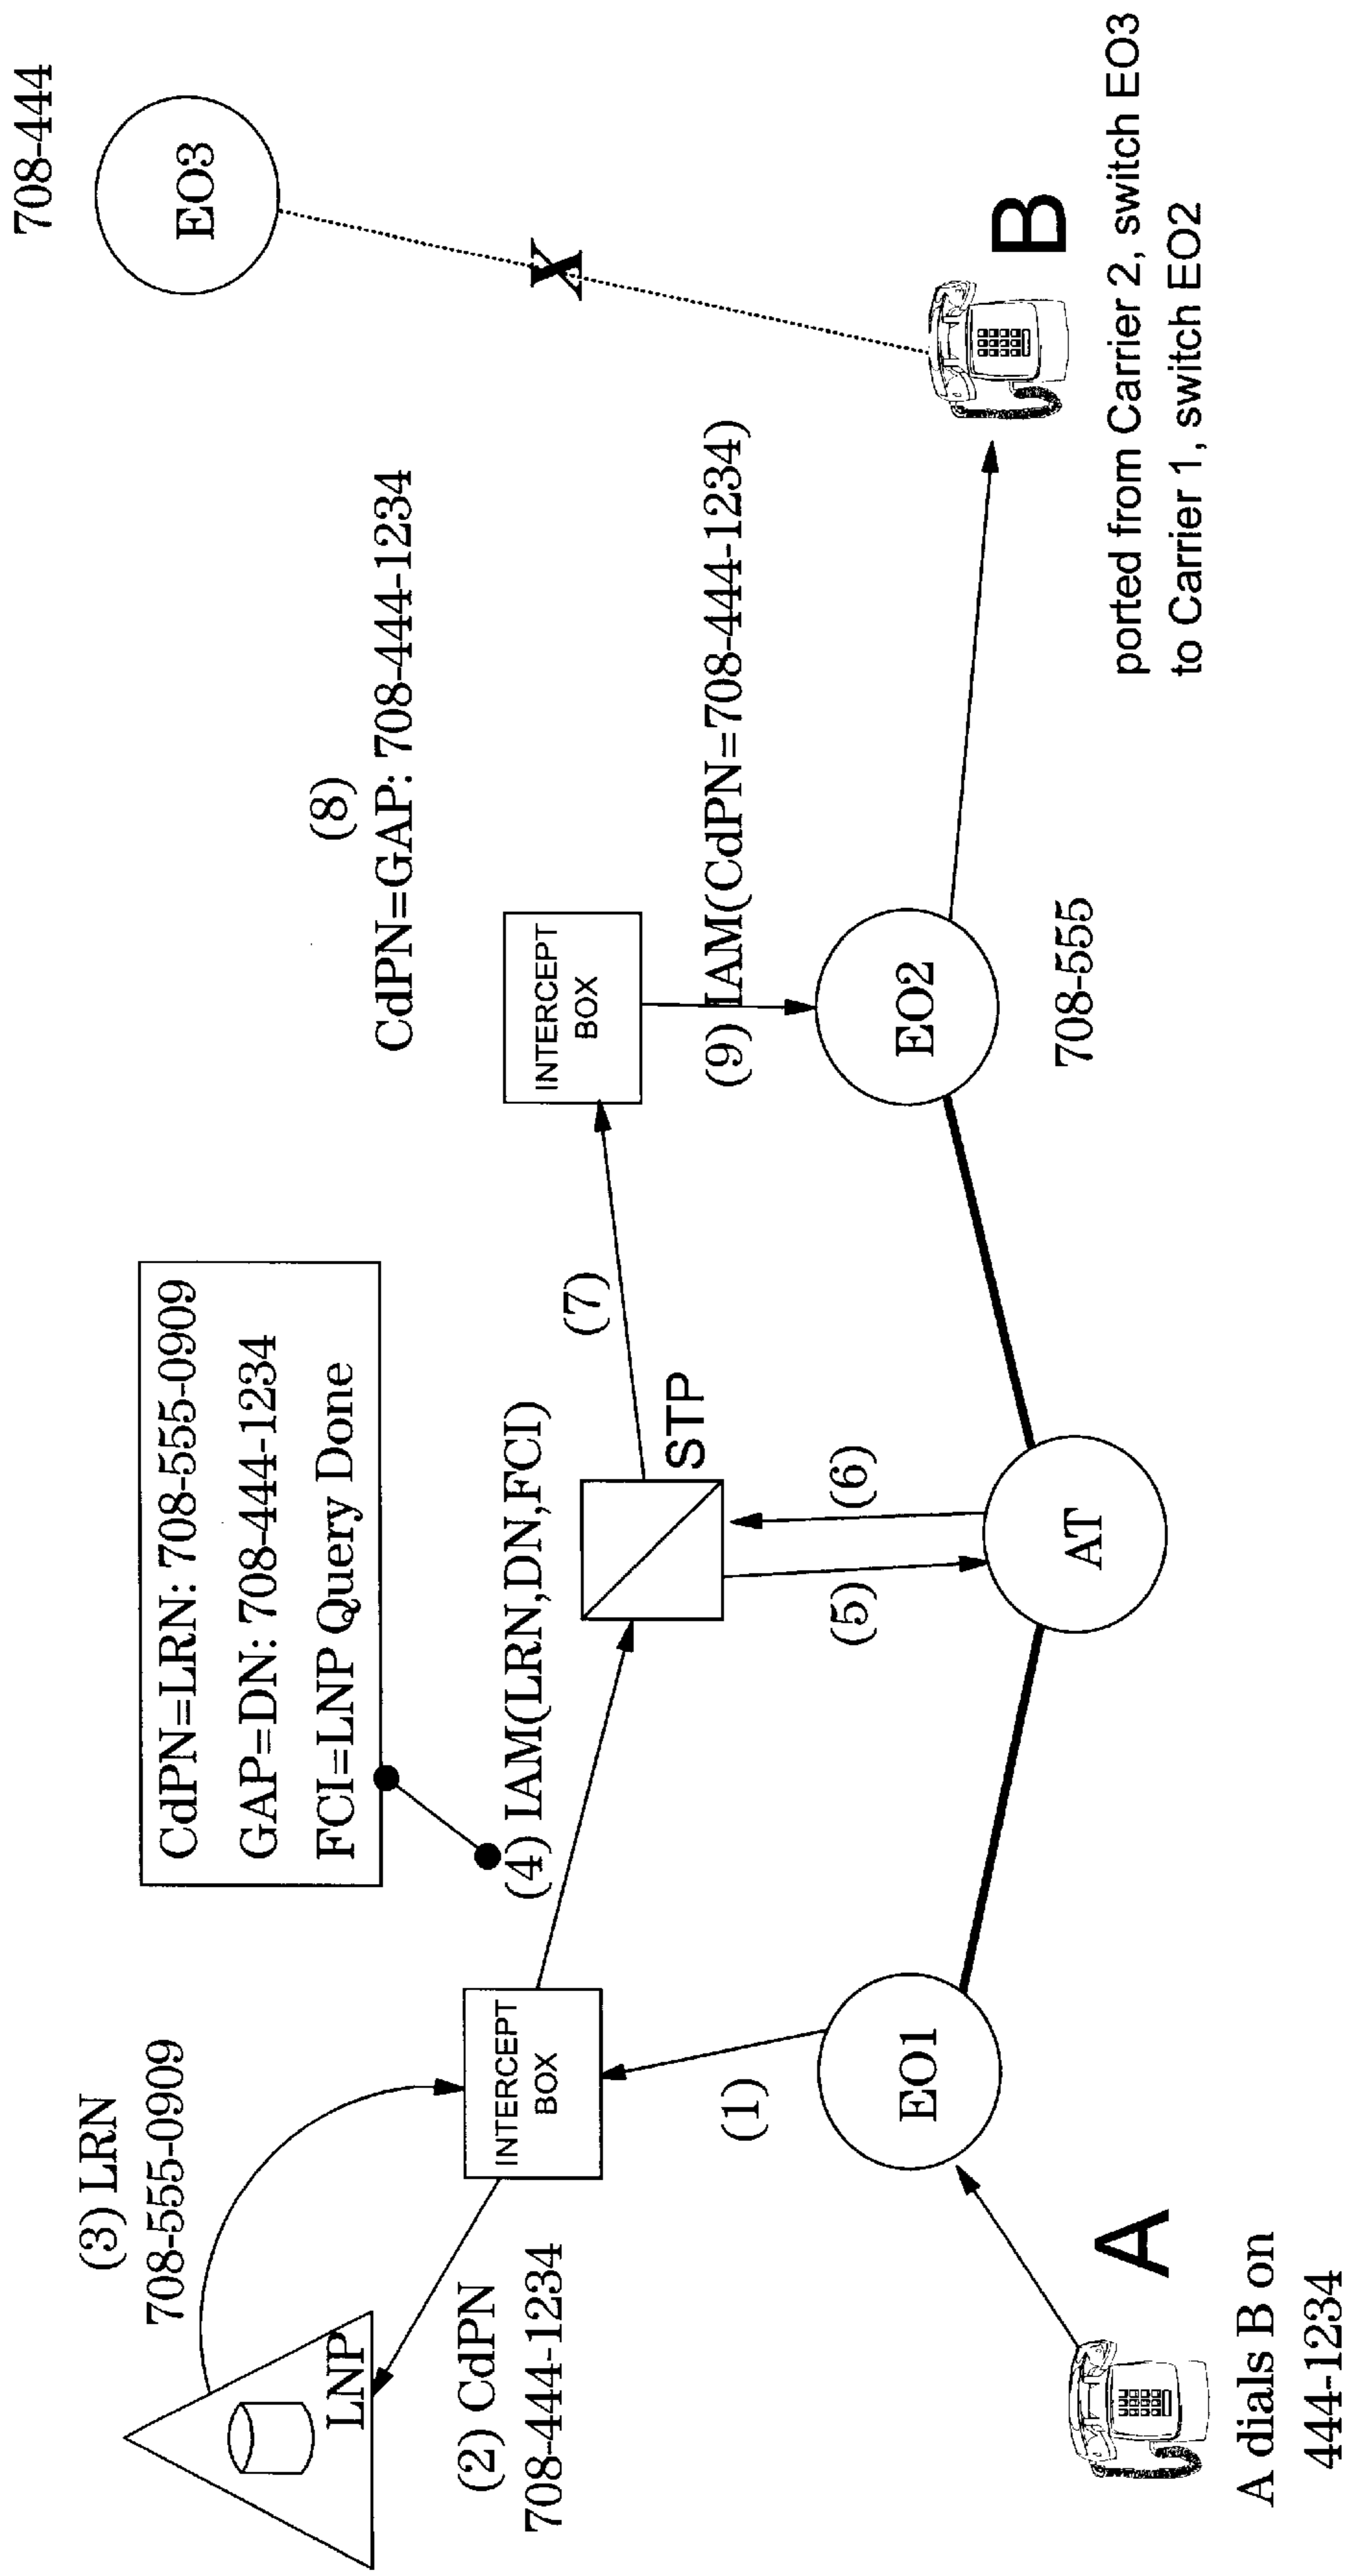 (3) LRN
708-555-0909
LNP
(2) CdPN
708-444-1234
INTERCEPT
BOX
(1)
EO1
A
A dials B on
444-1234
CdPN=LRN: 708-555-0909
GAP=DN: 708-444-1234
FCI=LNP Query Done
(4) IAM(LRN,DN,FCI)
STP
(5)
(6)
AT
(7)
INTERCEPT
BOX
(8)
CdPN=GAP: 708-444-1234
(9) IAM(CdPN=708-444-1234)
EO2
708-555
708-444
EO3
X
B
ported from Carrier 2, switch EO3
to Carrier 1, switch EO2